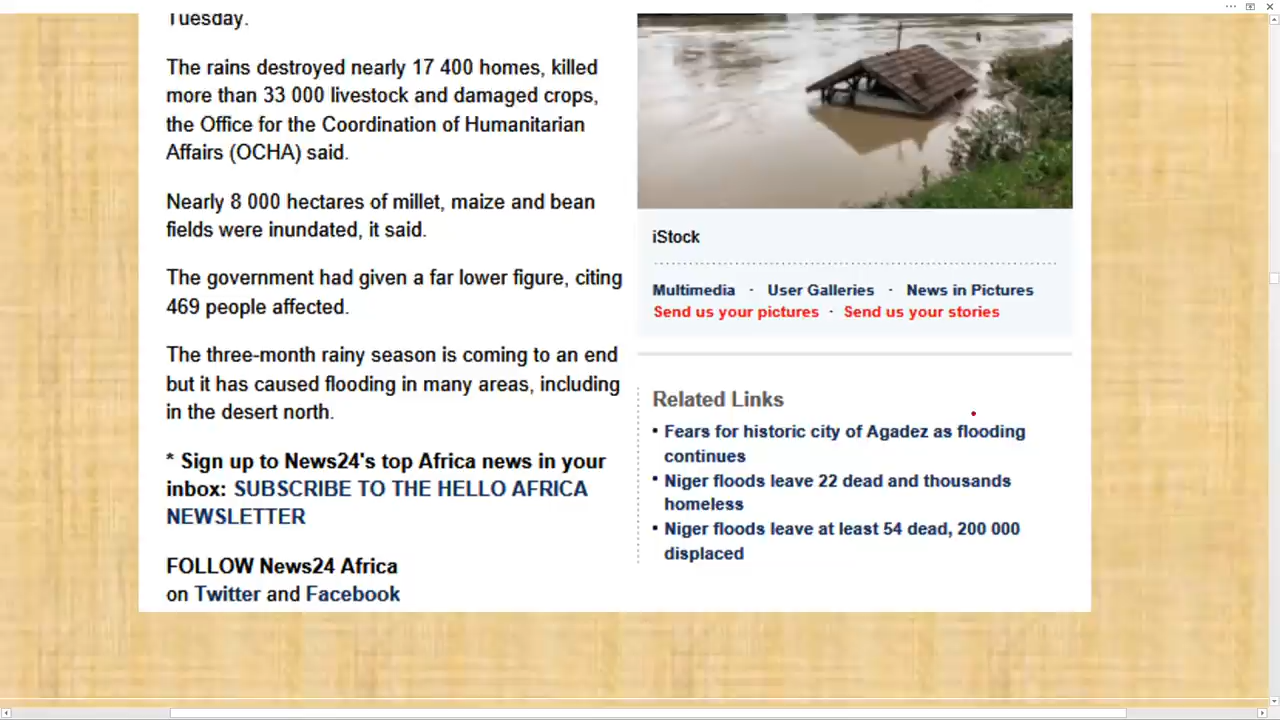 Tuesday.
The rains destroyed nearly 17 400 homes, killed
more than 33 000 livestock and damaged crops,
the Office for the Coordination of Humanitarian
Affairs (OCHA) said.
Nearly 8 000 hectares of millet, maize and bean
fields were inundated, it said.
The government had given a far lower figure, citing
469 people affected.
The three-month rainy season is coming to an end
but it has caused flooding in many areas, including
in the desert north.
* Sign up to News24's top Africa news in your
inbox: SUBSCRIBE TO THE HELLO AFRICA
NEWSLETTER
FOLLOW News24 Africa
on Twitter and Facebook
iStock
Multimedia · User Galleries · News in Pictures
Send us your pictures · Send us your stories
Related Links
• Fears for historic city of Agadez as flooding
continues
• Niger floods leave 22 dead and thousands
homeless
• Niger floods leave at least 54 dead, 200 000
displaced